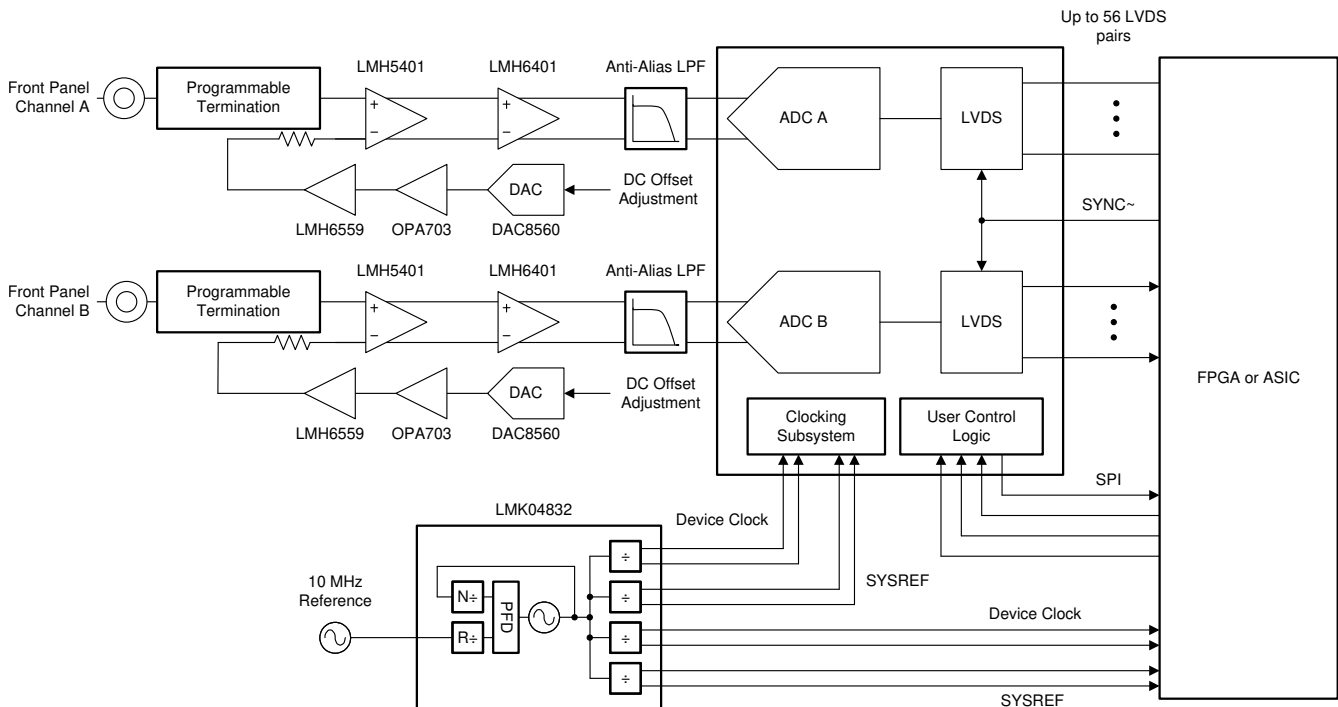 Up to 56 LVDS
pairs
LMH5401
LMH6401
Anti-Alias LPF
Front Panel
Channel A
Programmable
Termination
+
−
+
−
ADC A
LVDS
DAC
DC Offset
Adjustment
LMH6559
OPA703
DAC8560
SYNC~
LMH5401
LMH6401
Anti-Alias LPF
Front Panel
Channel B
Programmable
Termination
+
−
+
−
ADC B
LVDS
FPGA or ASIC
DAC
DC Offset
Adjustment
LMH6559
OPA703
DAC8560
Clocking
Subsystem
User Control
Logic
SPI
LMK04832
Device Clock
÷
SYSREF
10 MHz
Reference
N÷
PFD
÷
R÷
÷
Device Clock
÷
SYSREF